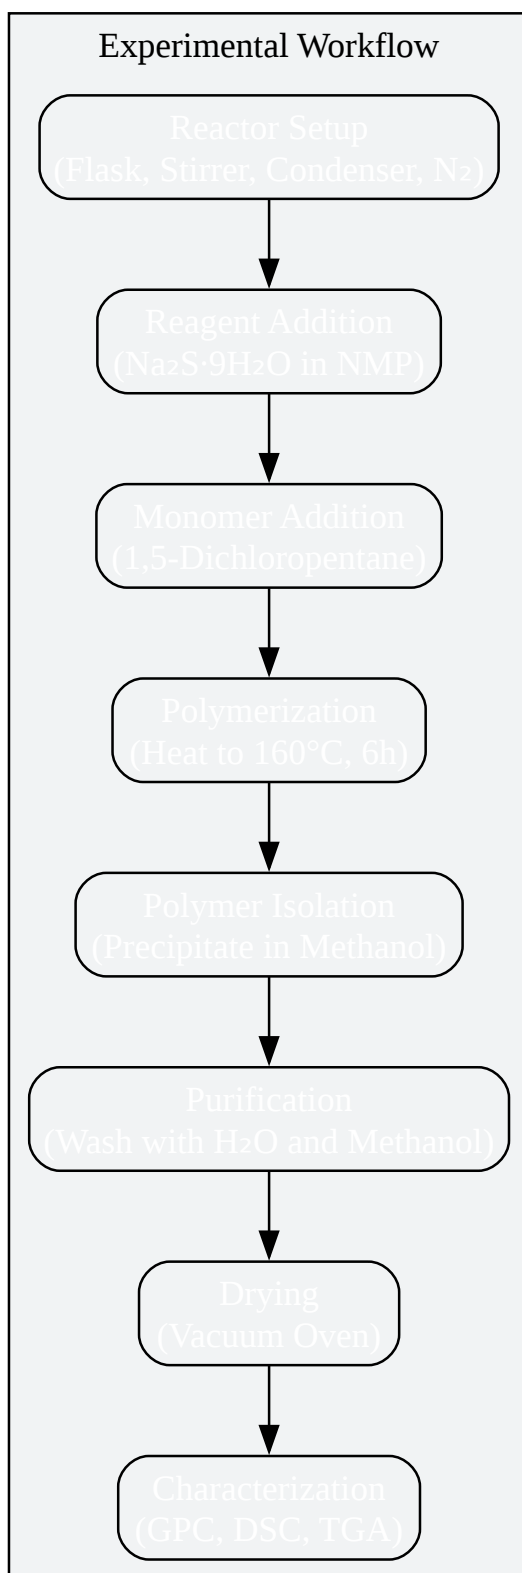 Experimental Workflow
Reactor Setup
(Flask, Stirrer, Condenser, N₂)
Reagent Addition
(Na₂S·9H₂O in NMP)
Monomer Addition
(1,5-Dichloropentane)
Polymerization
(Heat to 160°C, 6h)
Polymer Isolation
(Precipitate in Methanol)
Purification
(Wash with H₂O and Methanol)
Drying
(Vacuum Oven)
Characterization
(GPC, DSC, TGA)